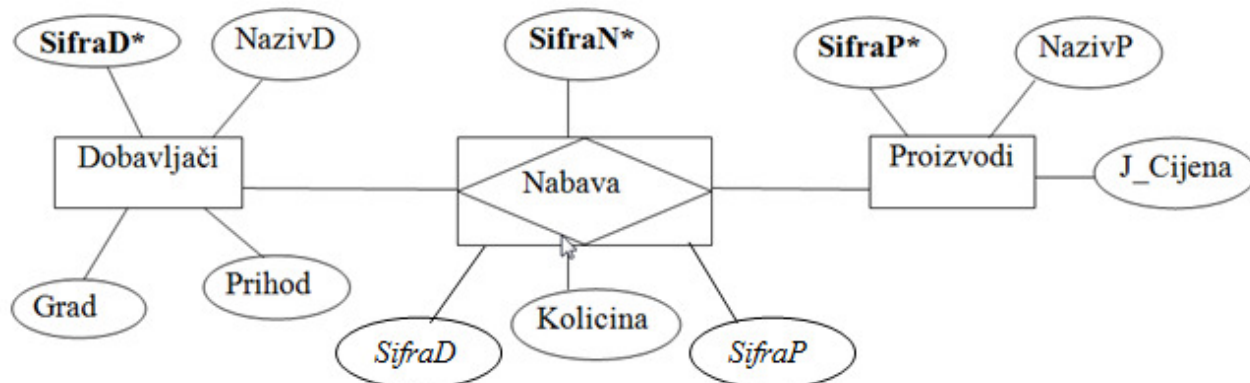 SifraD*
NazivD
SifraN*
SifraP*
NazivP
Dobavljači
Nabava
Proizvodi
J_Cijena
Grad
Prihod
SifraD
Kolicina
SifraP